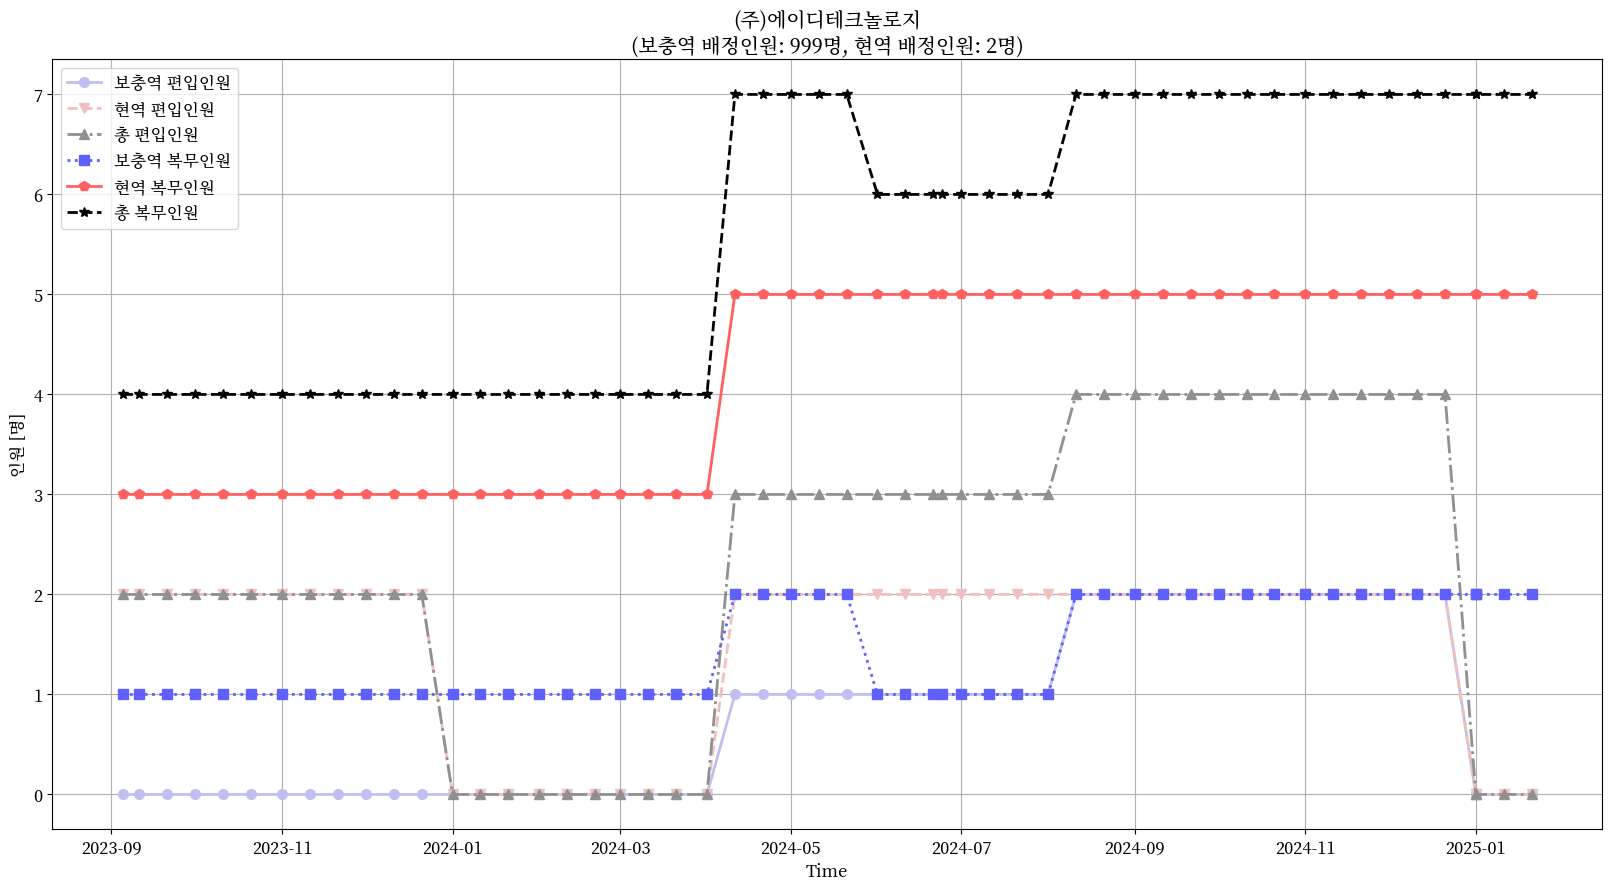 (주)에이디테크놀로지
(보충역 배정인원: 999명, 현역 배정인원: 2명)
보충역 편입인원
현역 편입인원
총 편입인원
보충역 복무인원
현역 복무인원
총 복무인원
인원 [명]
7
6
5
4
3
2
1
0
2023-09
2023-11
2024-01
2024-03
2024-05
2024-07
2024-09
2024-11
2025-01
Time